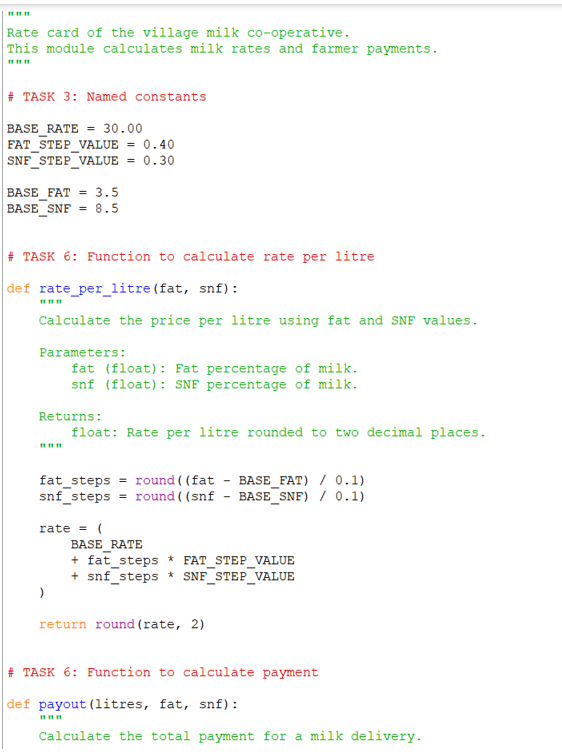 """
Rate card of the village milk co-operative.
This module calculates milk rates and farmer payments.
"""
# TASK 3: Named constants
BASE_RATE = 30.00
FAT_STEP_VALUE = 0.40
SNF_STEP_VALUE = 0.30
BASE_FAT = 3.5
BASE_SNF = 8.5
# TASK 6: Function to calculate rate per litre
def rate_per_litre(fat, snf):
    """
    Calculate the price per litre using fat and SNF values.
    Parameters:
        fat (float): Fat percentage of milk.
        snf (float): SNF percentage of milk.
    Returns:
        float: Rate per litre rounded to two decimal places.
    """
    fat_steps = round((fat - BASE_FAT) / 0.1)
    snf_steps = round((snf - BASE_SNF) / 0.1)
    rate = (
        BASE_RATE
        + fat_steps * FAT_STEP_VALUE
        + snf_steps * SNF_STEP_VALUE
    )
    return round(rate, 2)
# TASK 6: Function to calculate payment
def payout(litres, fat, snf):
    """
    Calculate the total payment for a milk delivery.